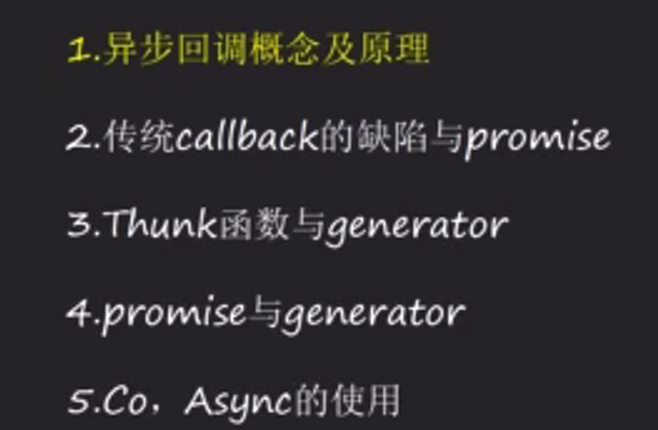 1.异步回调概念及原理
2.传统callback的缺陷与promise
3.Thunk函数与generator
4.promise与generator
5.Co，Async的使用